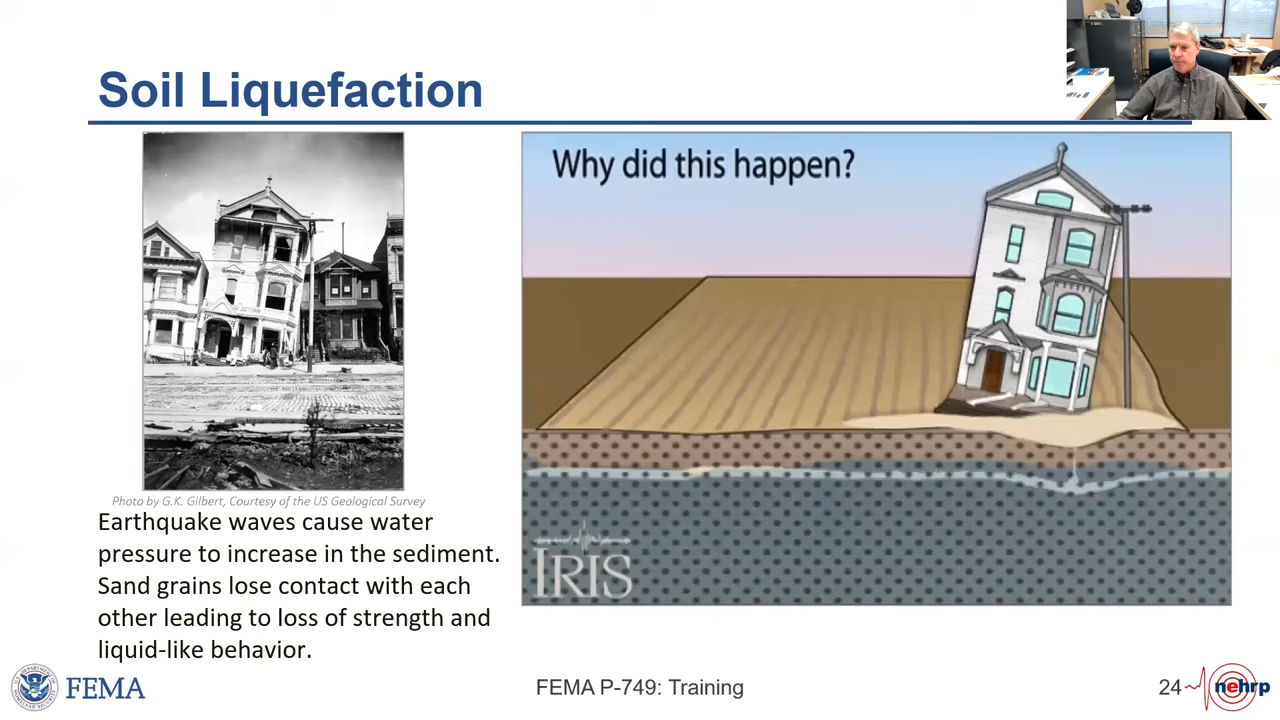 Soil Liquefaction
Why did this happen?
IRIS
Photo by G.K. Gilbert, Courtesy of the US Geological Survey
Earthquake waves cause water
pressure to increase in the sediment.
Sand grains lose contact with each
other leading to loss of strength and
liquid-like behavior.
FEMA
FEMA P-749: Training
24
nehrp